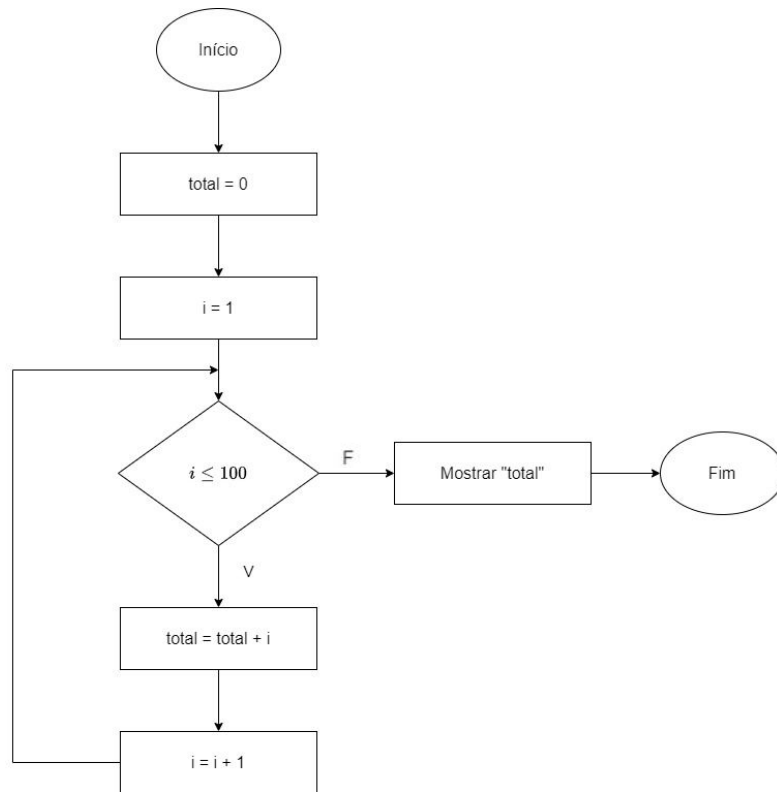 Início
total = 0
i = 1
i ≤ 100
F
Mostrar "total"
Fim
V
total = total + i
i = i + 1